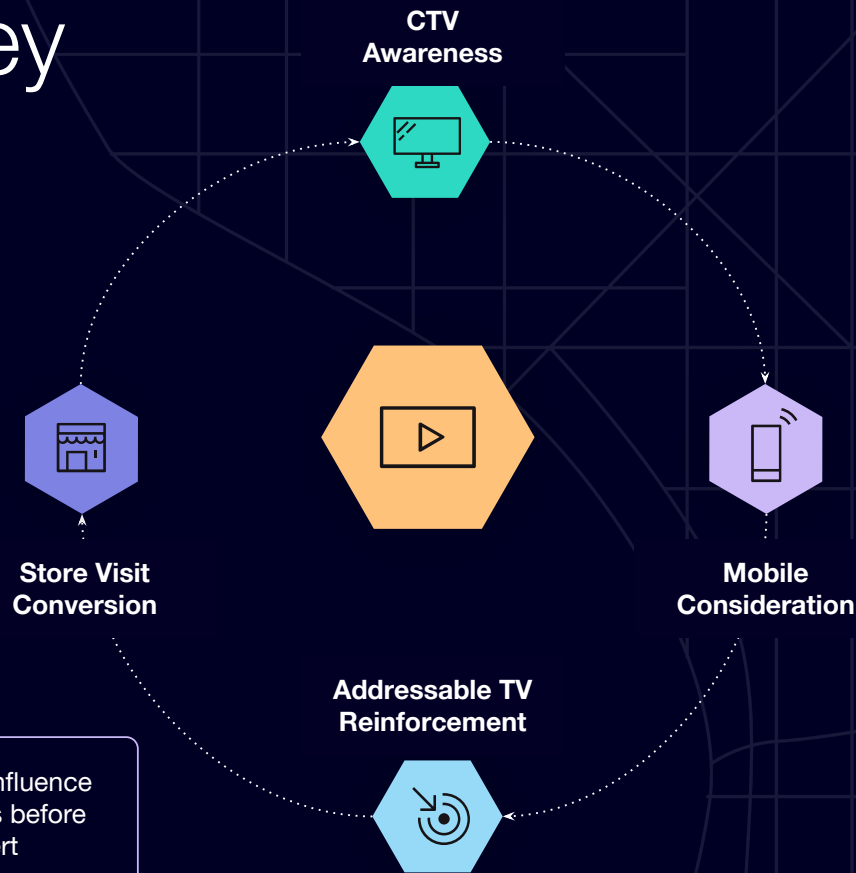 ey
CTV
Awareness
Store Visit
Conversion
Mobile
Consideration
Addressable TV
Reinforcement
nfluence
s before
rt